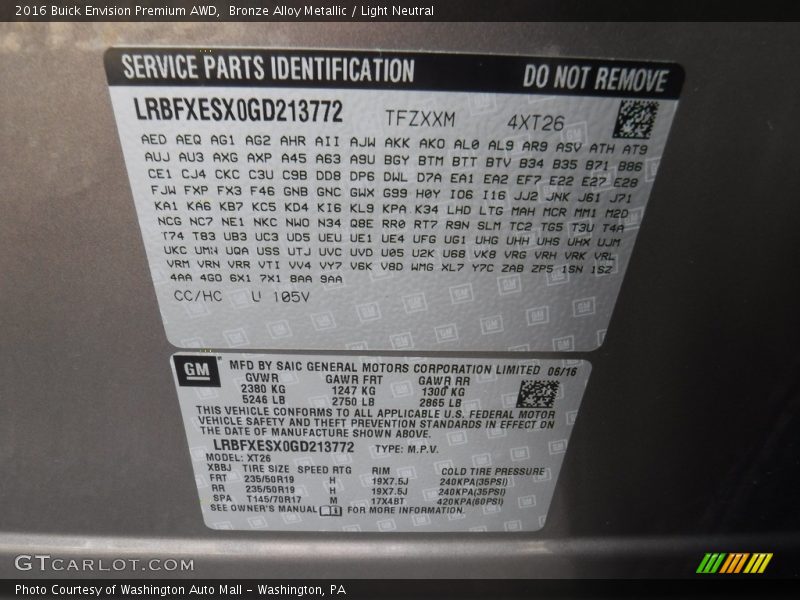 2016 Buick Envision Premium AWD, Bronze Alloy Metallic / Light Neutral
SERVICE PARTS IDENTIFICATION DO NOT REMOVE
LRBFXESX0GD213772 TFZXXM 4XT26
AED AEQ AG1 AG2 AHR AII AJW AKK AKO AL0 AL9 AR9 ASV ATH AT9
AUJ AU3 AXG AXP A45 A63 A9U BGY BTM BTT BTV B34 B35 B71 B86
CE1 CJ4 CKC C3U C9B DD8 DP6 DWL D7A EA1 EA2 EF7 E22 E27 E28
FJW FXP FX3 F46 GNB GNC GWX G99 H0Y IO6 I16 JJ2 JNK J61 J71
KA1 KA6 KB7 KC5 KD4 KI6 KL9 KPA K34 LHD LTG MAH MCR MM1 M2D
NCG NC7 NE1 NKC NWO N34 Q8E RR0 RT7 R9N SLM TC2 TG5 T3U T4A
T74 T83 UB3 UC3 UD5 UEU UE1 UE4 UFG UG1 UHG UHH UHS UHX UJM
UKC UMN UQA USS UTJ UVC UVD U05 U2K U68 VK8 VRG VRH VRK VRL
VRM VRN VRR VTI VV4 VY7 V6K V8D WMG XL7 Y7C ZAB ZP5 1SN 1SZ
4AA 4GO 6X1 7X1 8AA 9AA
CC/HC U 105V
GM MFD BY SAIC GENERAL MOTORS CORPORATION LIMITED 06/16
GVWR GAWR FRT GAWR RR
2380 KG 1247 KG 1300 KG
5246 LB 2750 LB 2865 LB
THIS VEHICLE CONFORMS TO ALL APPLICABLE U.S. FEDERAL MOTOR
VEHICLE SAFETY AND THEFT PREVENTION STANDARDS IN EFFECT ON
THE DATE OF MANUFACTURE SHOWN ABOVE.
LRBFXESX0GD213772 TYPE: M.P.V.
MODEL: XT26
XBBJ TIRE SIZE SPEED RTG RIM COLD TIRE PRESSURE
FRT 235/50R19 H 19X7.5J 240KPA(35PSI)
RR 235/50R19 H 19X7.5J 240KPA(35PSI)
SPA T145/70R17 M 17X4BT 420KPA(60PSI)
SEE OWNER'S MANUAL FOR MORE INFORMATION.
GTCARLOT.COM
Photo Courtesy of Washington Auto Mall - Washington, PA